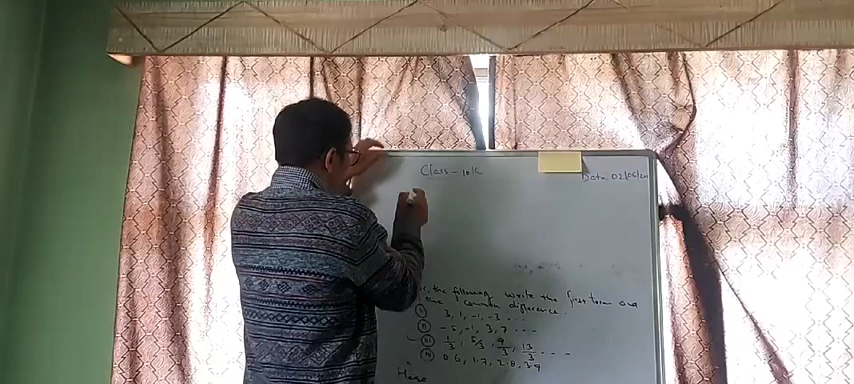 Class - 10th
Date 02/06/20
the following write the first term and
the common difference.
(i) 3, 1, -1, -3 ...
(ii) -5, -1, 3, 7, ...
(iii) 1/3, 5/3, 9/3, 13/3 ....
(iv) 0.6, 1.7, 2.8, 3.9
Here